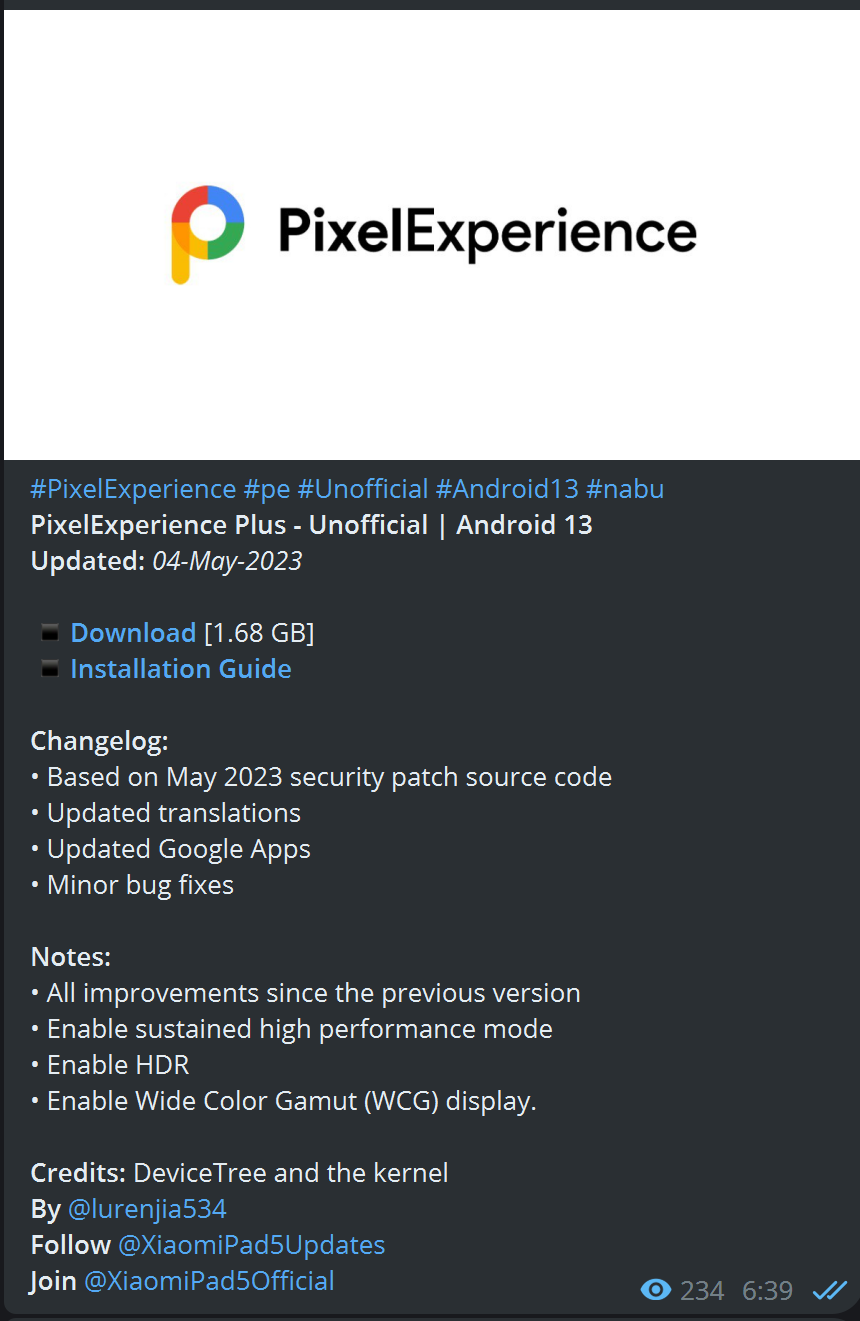 PixelExperience
#PixelExperience #pe #Unofficial #Android13 #nabu
PixelExperience Plus - Unofficial | Android 13
Updated: 04-May-2023
Download [1.68 GB]
Installation Guide
Changelog:
• Based on May 2023 security patch source code
• Updated translations
• Updated Google Apps
• Minor bug fixes
Notes:
• All improvements since the previous version
• Enable sustained high performance mode
• Enable HDR
• Enable Wide Color Gamut (WCG) display.
Credits: DeviceTree and the kernel
By @lurenjia534
Follow @XiaomiPad5Updates
Join @XiaomiPad5Official
234 6:39